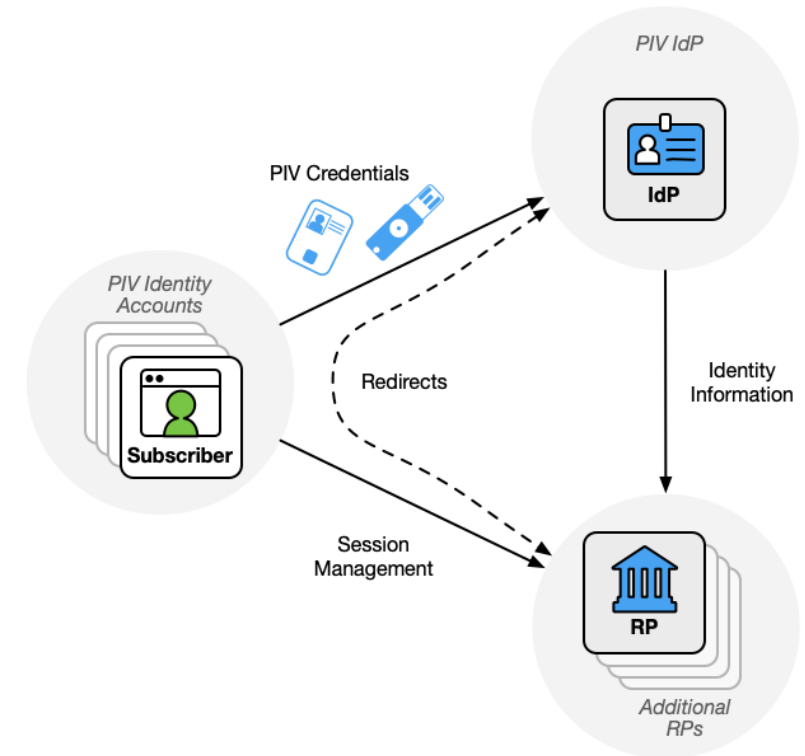 PIV IdP
IdP
PIV Credentials
PIV Identity
Accounts
Subscriber
Redirects
Identity
Information
Session
Management
RP
Additional
RPs